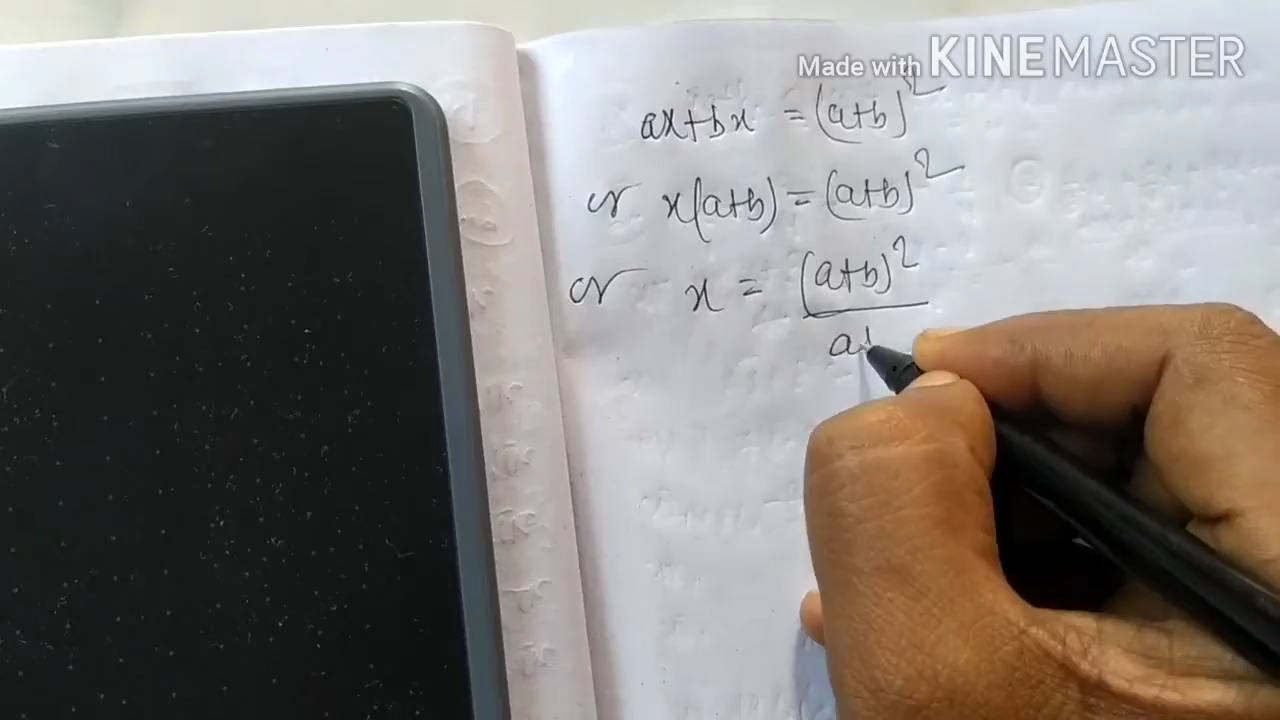 Made with KINEMASTER
ax+bx = (a+b)²
or x(a+b) = (a+b)²
or x = (a+b)²
a+